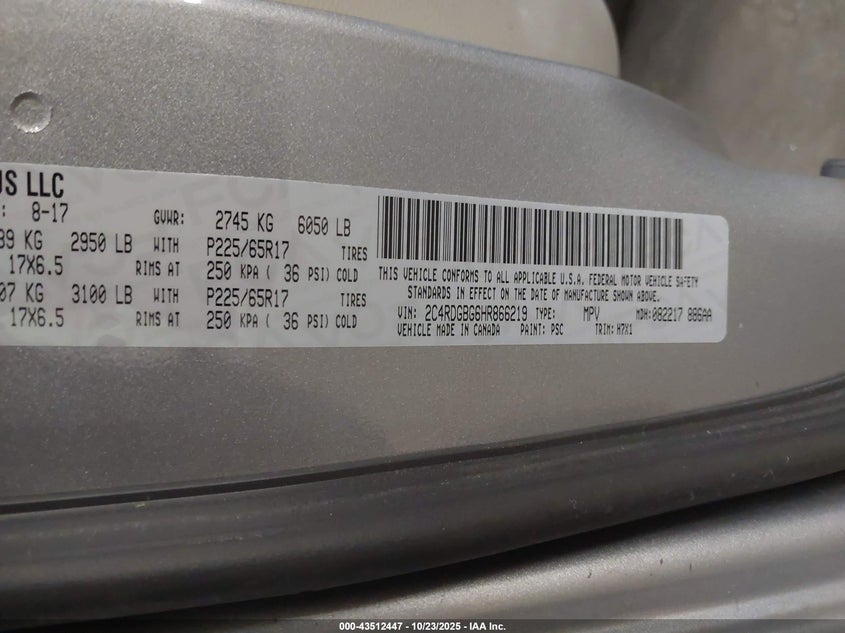 US LLC
: 8-17 GVWR: 2745 KG 6050 LB
39 KG 2950 LB WITH P225/65R17 TIRES
17X6.5 RIMS AT 250 KPA ( 36 PSI) COLD
07 KG 3100 LB WITH P225/65R17 TIRES
17X6.5 RIMS AT 250 KPA ( 36 PSI) COLD
THIS VEHICLE CONFORMS TO ALL APPLICABLE U.S.A. FEDERAL MOTOR VEHICLE SAFETY
STANDARDS IN EFFECT ON THE DATE OF MANUFACTURE SHOWN ABOVE.
VIN: 2C4RDGBG6HR866219 TYPE: MPV MDH:082217 886AA
VEHICLE MADE IN CANADA PAINT: PSC TRIM: H7X1
000-43512447 - 10/23/2025 - IAA Inc.